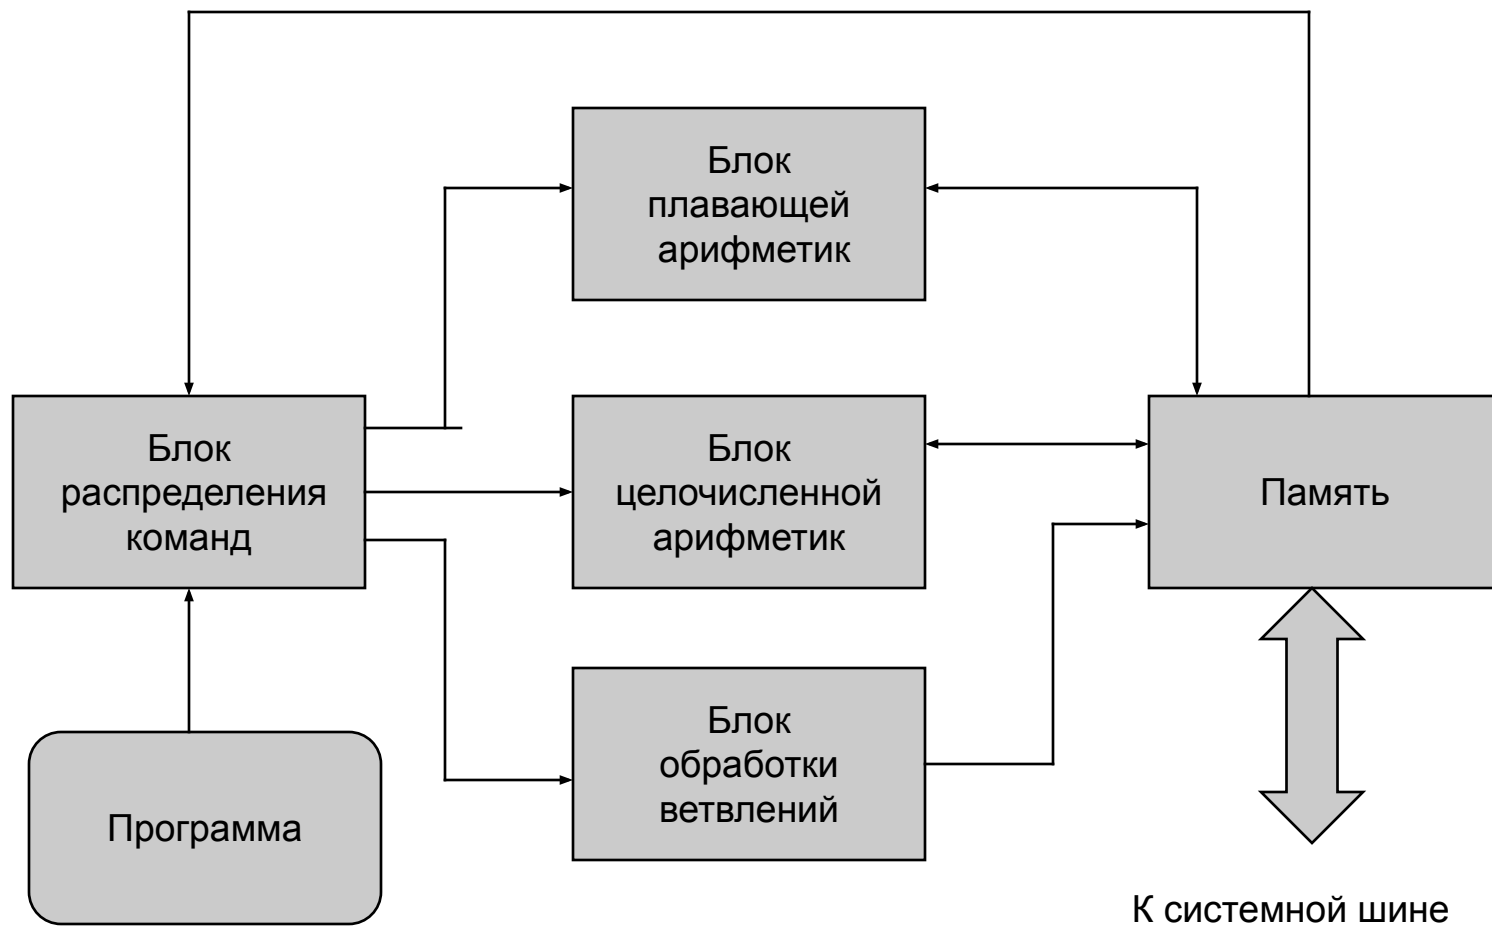 Блок
плавающей
арифметик
Блок
распределения
команд
Блок
целочисленной
арифметик
Память
Блок
обработки
ветвлений
Программа
К системной шине